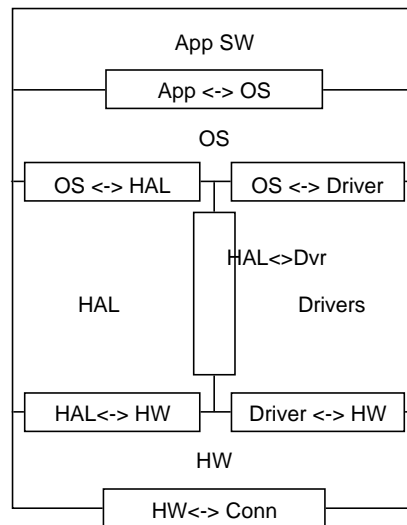 App SW
App <-> OS
OS
OS <-> HAL
OS <-> Driver
HAL<>Dvr
HAL
Drivers
HAL<-> HW
Driver <-> HW
HW
HW<-> Conn